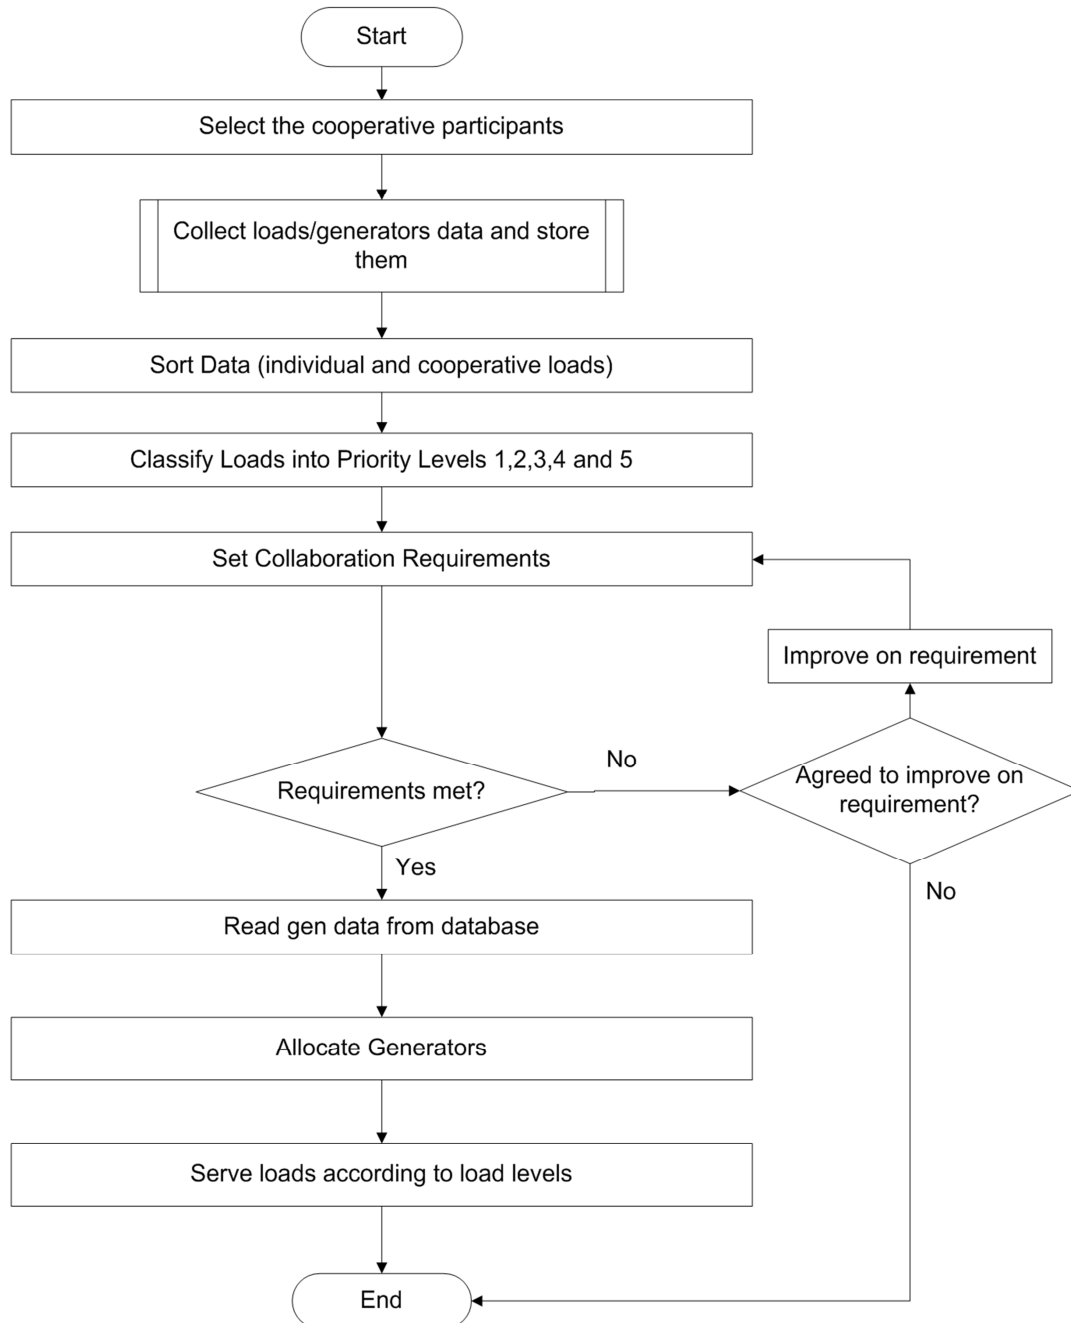 Start
Select the cooperative participants
Collect loads/generators data and store
them
Sort Data (individual and cooperative loads)
Classify Loads into Priority Levels 1,2,3,4 and 5
Set Collaboration Requirements
Improve on requirement
No
Requirements met?
Agreed to improve on
requirement?
Yes
No
Read gen data from database
Allocate Generators
Serve loads according to load levels
End